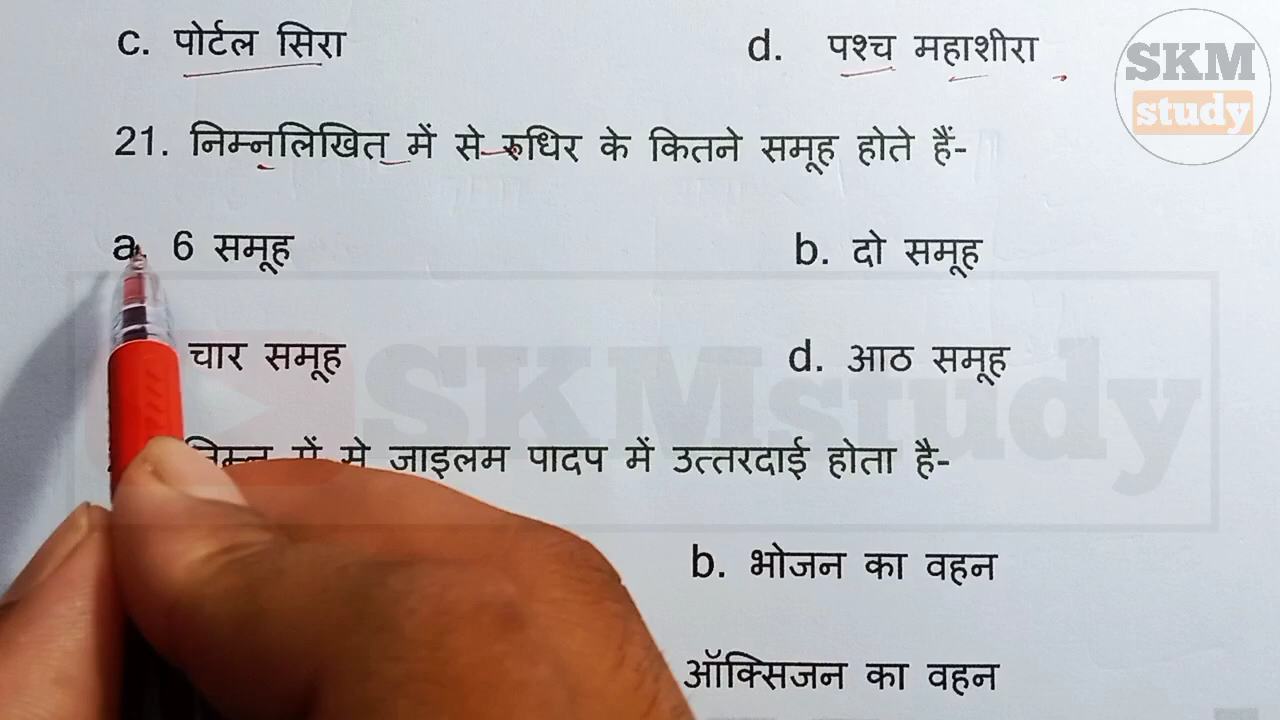 c. पोर्टल सिरा d. पश्च महाशीरा
SKM
study
21. निम्नलिखित में से रुधिर के कितने समूह होते हैं-
a. 6 समूह b. दो समूह
चार समूह d. आठ समूह
SKMstudy
निम्न में से जाइलम पादप में उत्तरदाई होता है-
b. भोजन का वहन
ऑक्सिजन का वहन